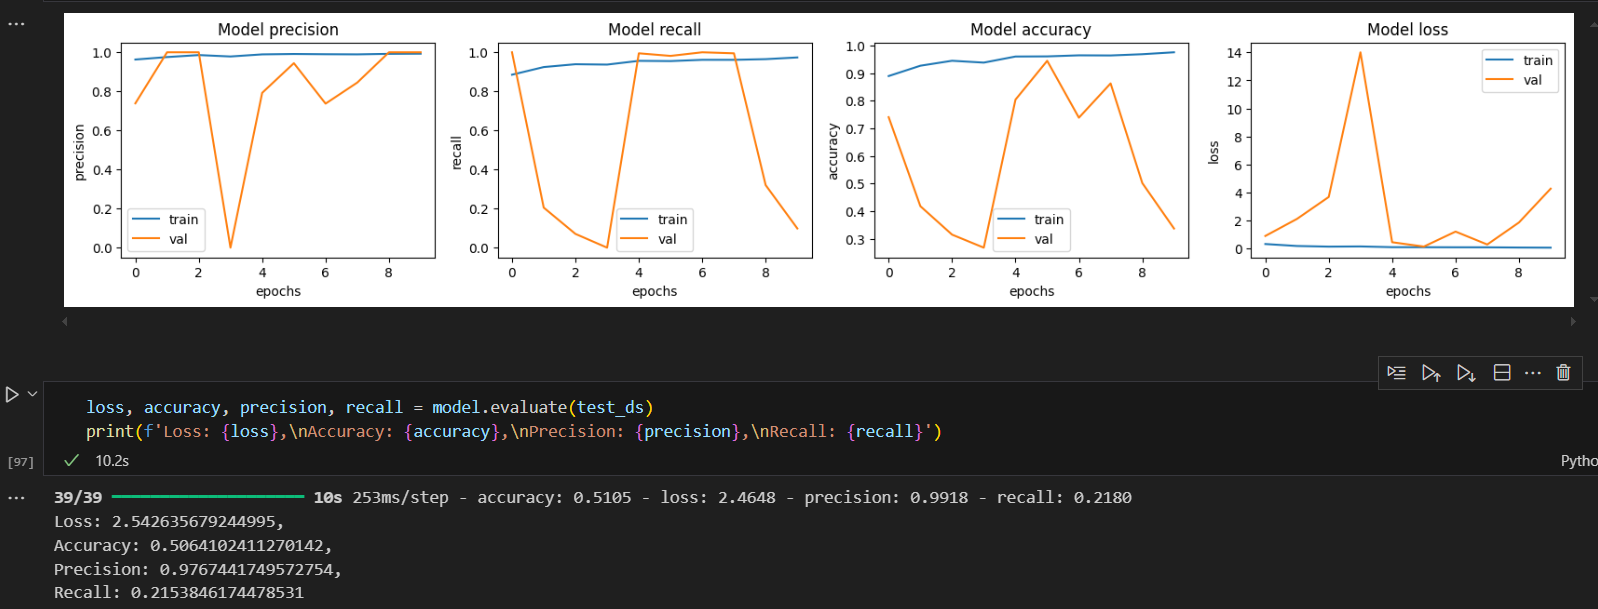 Model precision
1.0
0.8
0.6
0.4
0.2
0.0
precision
train
val
0 2 4 6 8
epochs
Model recall
1.0
0.8
0.6
0.4
0.2
0.0
recall
train
val
0 2 4 6 8
epochs
Model accuracy
1.0
0.9
0.8
0.7
0.6
0.5
0.4
0.3
accuracy
train
val
0 2 4 6 8
epochs
Model loss
14
12
10
8
6
4
2
0
loss
train
val
0 2 4 6 8
epochs
loss, accuracy, precision, recall = model.evaluate(test_ds)
print(f'Loss: {loss},\nAccuracy: {accuracy},\nPrecision: {precision},\nRecall: {recall}')
[97] 10.2s Pytho
39/39 ━━━━━━━━━━━━━━━━━━━━ 10s 253ms/step - accuracy: 0.5105 - loss: 2.4648 - precision: 0.9918 - recall: 0.2180
Loss: 2.542635679244995,
Accuracy: 0.5064102411270142,
Precision: 0.9767441749572754,
Recall: 0.2153846174478531